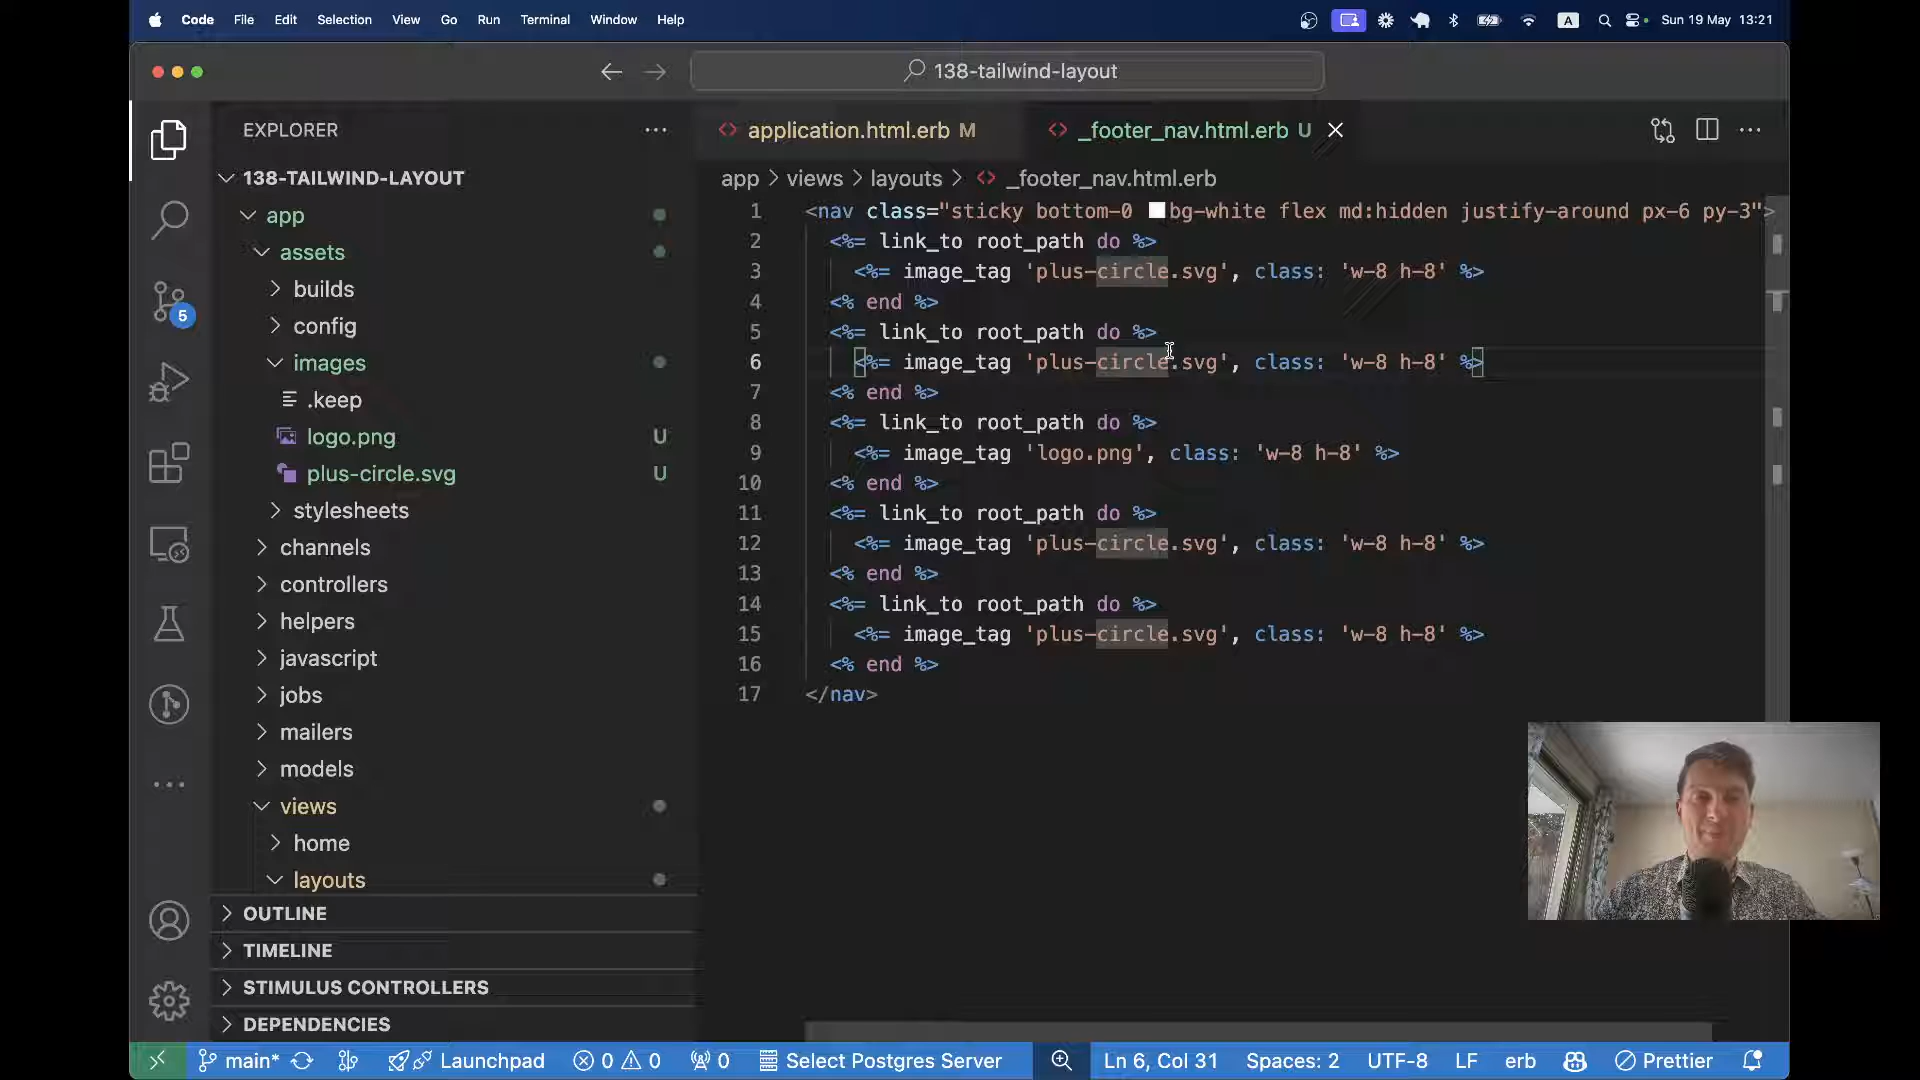 Code File Edit Selection View Go Run Terminal Window Help A Sun 19 May 13:21
138-tailwind-layout
EXPLORER
138-TAILWIND-LAYOUT
app
assets
builds
config
images
.keep
logo.png U
plus-circle.svg U
stylesheets
channels
controllers
helpers
javascript
jobs
mailers
models
views
home
layouts
OUTLINE
TIMELINE
STIMULUS CONTROLLERS
DEPENDENCIES
5
application.html.erb M
_footer_nav.html.erb U
app > views > layouts > _footer_nav.html.erb
1 <nav class="sticky bottom-0 bg-white flex md:hidden justify-around px-6 py-3">
2 <%= link_to root_path do %>
3 <%= image_tag 'plus-circle.svg', class: 'w-8 h-8' %>
4 <% end %>
5 <%= link_to root_path do %>
6 <%= image_tag 'plus-circle.svg', class: 'w-8 h-8' %>
7 <% end %>
8 <%= link_to root_path do %>
9 <%= image_tag 'logo.png', class: 'w-8 h-8' %>
10 <% end %>
11 <%= link_to root_path do %>
12 <%= image_tag 'plus-circle.svg', class: 'w-8 h-8' %>
13 <% end %>
14 <%= link_to root_path do %>
15 <%= image_tag 'plus-circle.svg', class: 'w-8 h-8' %>
16 <% end %>
17 </nav>
main* Launchpad 0 0 0 Select Postgres Server Ln 6, Col 31 Spaces: 2 UTF-8 LF erb Prettier